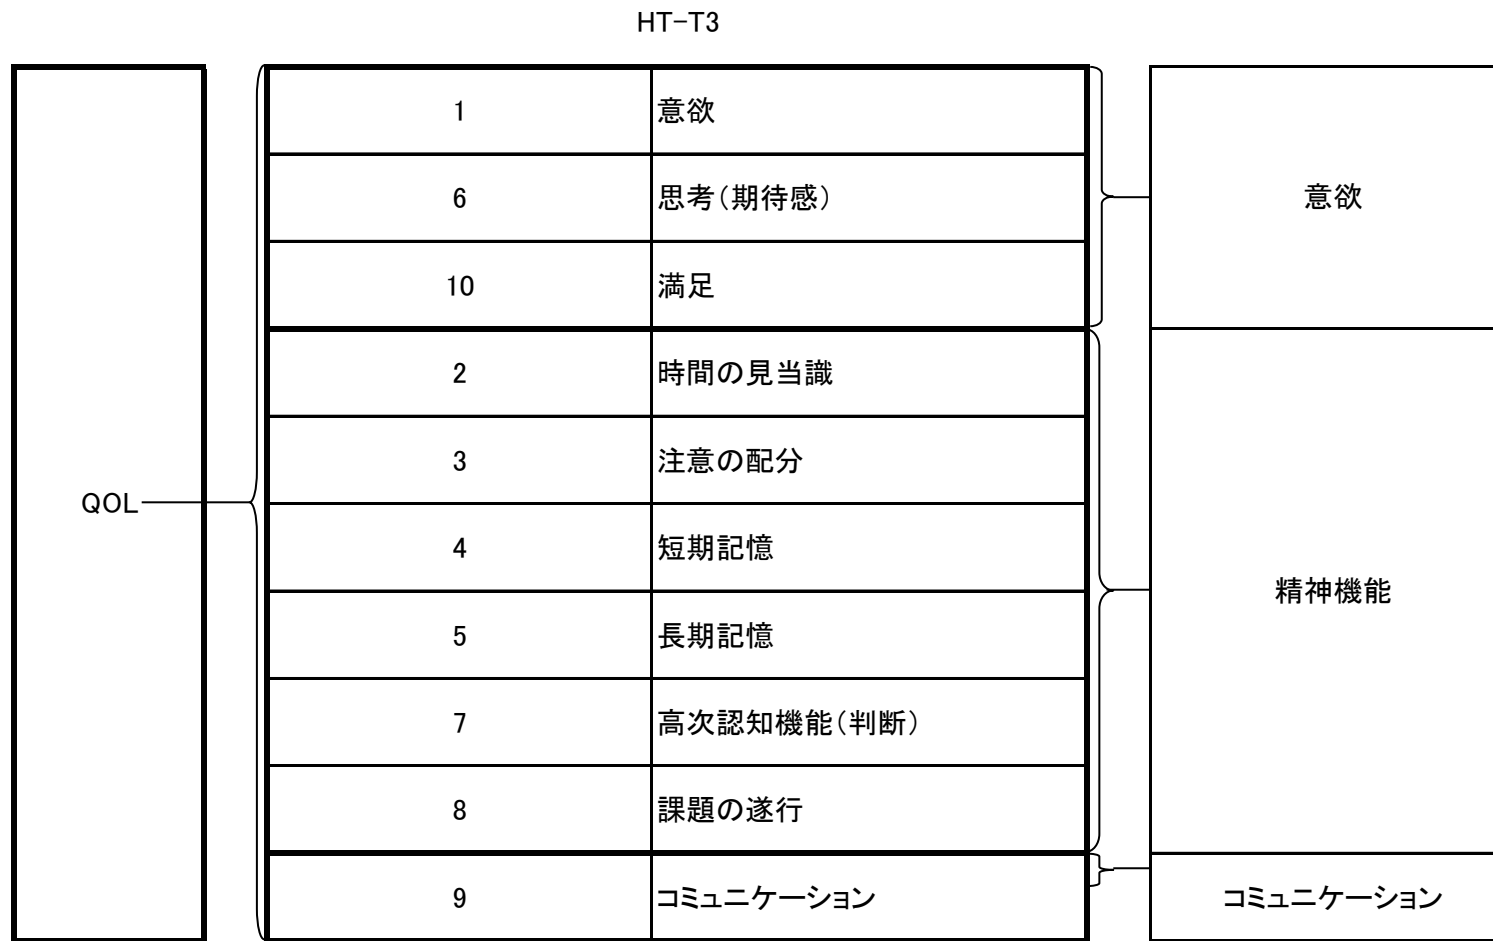 HT-T3
QOL
1 意欲
6 思考(期待感)
10 満足
意欲
2 時間の見当識
3 注意の配分
4 短期記憶
5 長期記憶
7 高次認知機能(判断)
8 課題の遂行
精神機能
9 コミュニケーション
コミュニケーション